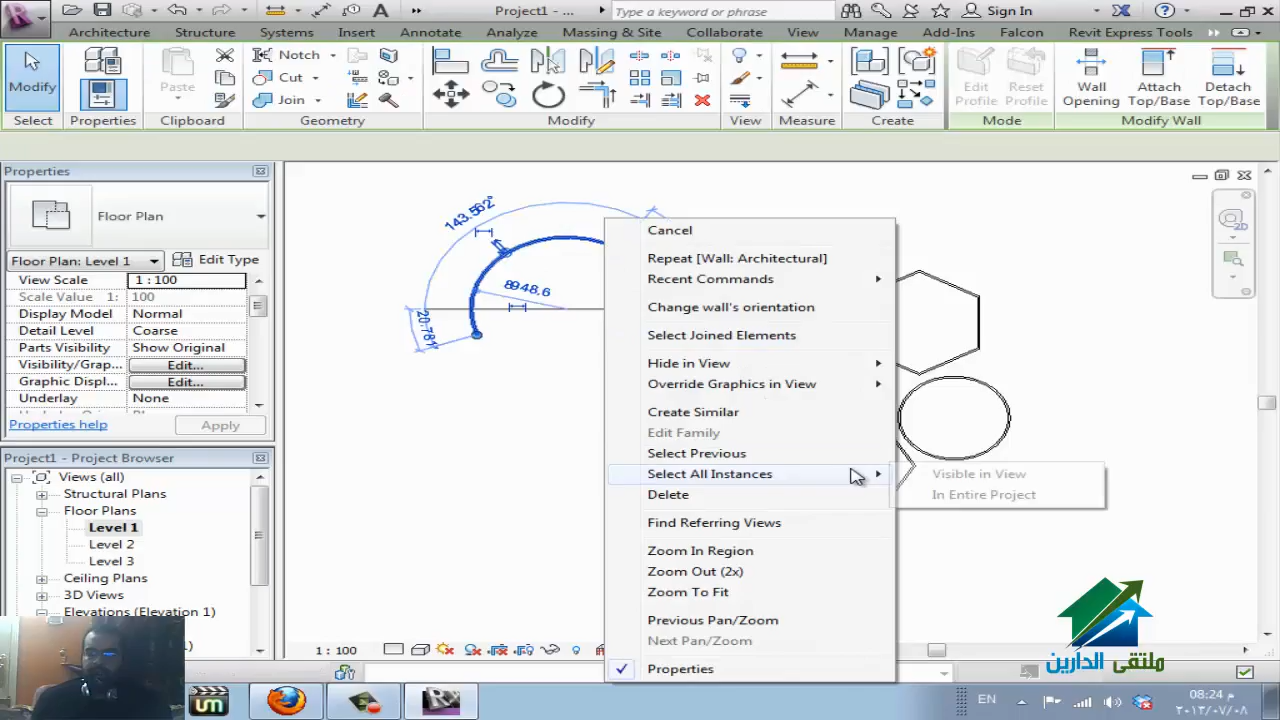 Project1 - ...
Type a keyword or phrase
Sign In
Architecture
Structure
Systems
Insert
Annotate
Analyze
Massing & Site
Collaborate
View
Manage
Add-Ins
Falcon
Revit Express Tools
Modify
Paste
Notch
Cut
Join
Edit Profile
Reset Profile
Wall Opening
Attach Top/Base
Detach Top/Base
Select
Properties
Clipboard
Geometry
Modify
View
Measure
Create
Mode
Modify Wall
Properties
Floor Plan
Floor Plan: Level 1
Edit Type
View Scale 1 : 100
Scale Value 1: 100
Display Model Normal
Detail Level Coarse
Parts Visibility Show Original
Visibility/Grap... Edit...
Graphic Displ... Edit...
Underlay None
Properties help
Apply
Project1 - Project Browser
Views (all)
Structural Plans
Floor Plans
Level 1
Level 2
Level 3
Ceiling Plans
3D Views
Elevations (Elevation 1)
143.562°
8948.6
20.781°
2D
Cancel
Repeat [Wall: Architectural]
Recent Commands
Change wall's orientation
Select Joined Elements
Hide in View
Override Graphics in View
Create Similar
Edit Family
Select Previous
Select All Instances
Visible in View
In Entire Project
Delete
Find Referring Views
Zoom In Region
Zoom Out (2x)
Zoom To Fit
Previous Pan/Zoom
Next Pan/Zoom
Properties
1 : 100
ملتقى الدارين
um
EN
08:24 م
٢٠١٣/٠٧/٠٨